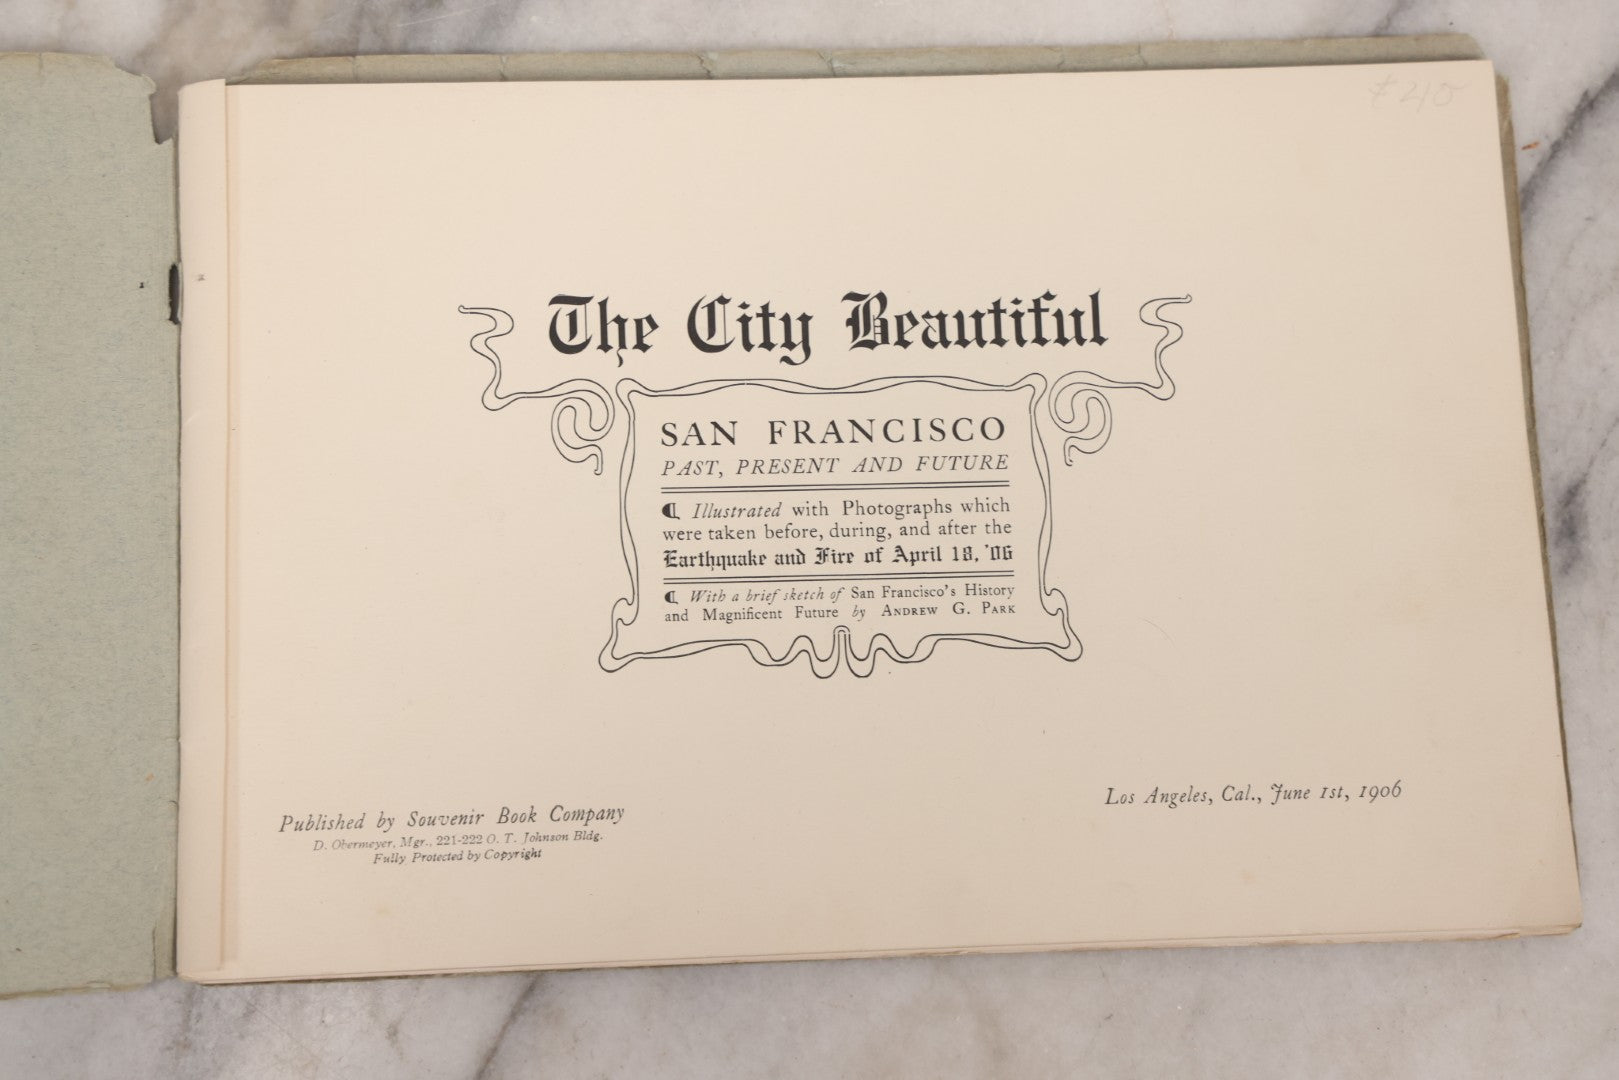 The City Beautiful
SAN FRANCISCO
PAST, PRESENT AND FUTURE
¶ Illustrated with Photographs which
were taken before, during, and after the
Earthquake and Fire of April 18, '06
¶ With a brief sketch of San Francisco's History
and Magnificent Future by ANDREW G. PARK
Published by Souvenir Book Company
D. Obermeyer, Mgr., 221-222 O. T. Johnson Bldg.
Fully Protected by Copyright
Los Angeles, Cal., June 1st, 1906